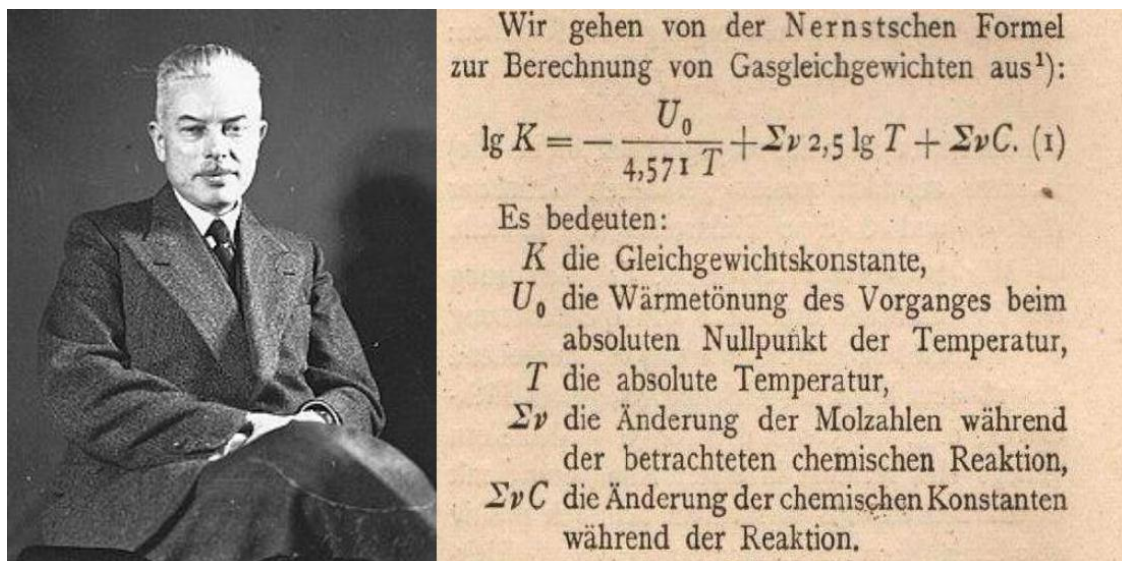 Wir gehen von der Nernstschen Formel
zur Berechnung von Gasgleichgewichten aus¹):
lg K = − U₀ / 4,571 T + Σν 2,5 lg T + ΣνC. (1)
Es bedeuten:
K die Gleichgewichtskonstante,
U₀ die Wärmetönung des Vorganges beim
absoluten Nullpunkt der Temperatur,
T die absolute Temperatur,
Σν die Änderung der Molzahlen während
der betrachteten chemischen Reaktion,
ΣνC die Änderung der chemischen Konstanten
während der Reaktion.